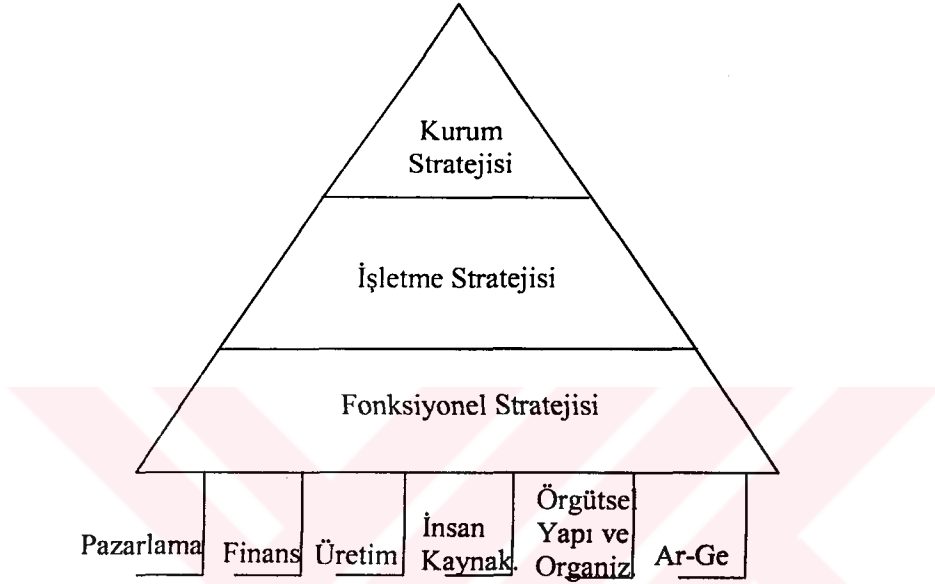 Kurum
Stratejisi
İşletme Stratejisi
Fonksiyonel Stratejisi
Pazarlama
Finans
Üretim
İnsan
Kaynak.
Örgütsel
Yapı ve
Organiz.
Ar-Ge